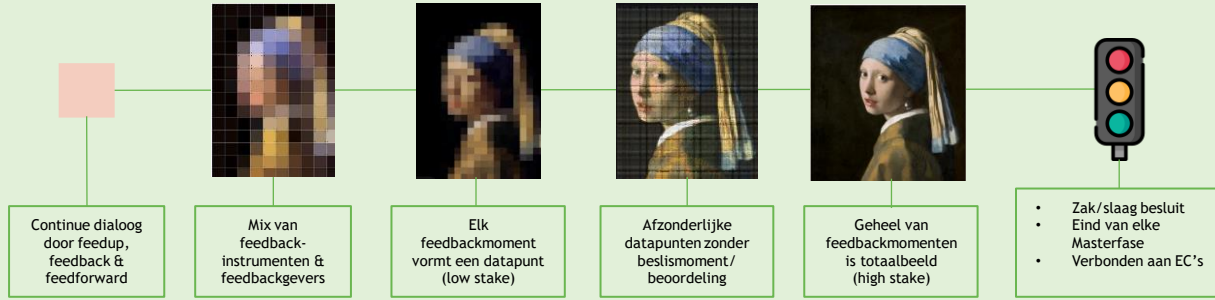 Continue dialoog
door feedup,
feedback &
feedforward
Mix van
feedback-
instrumenten &
feedbackgevers
Elk
feedbackmoment
vormt een datapunt
(low stake)
Afzonderlijke
datapunten zonder
beslismoment/
beoordeling
Geheel van
feedbackmomenten
is totaalbeeld
(high stake)
• Zak/slaag besluit
• Eind van elke
Masterfase
• Verbonden aan EC's